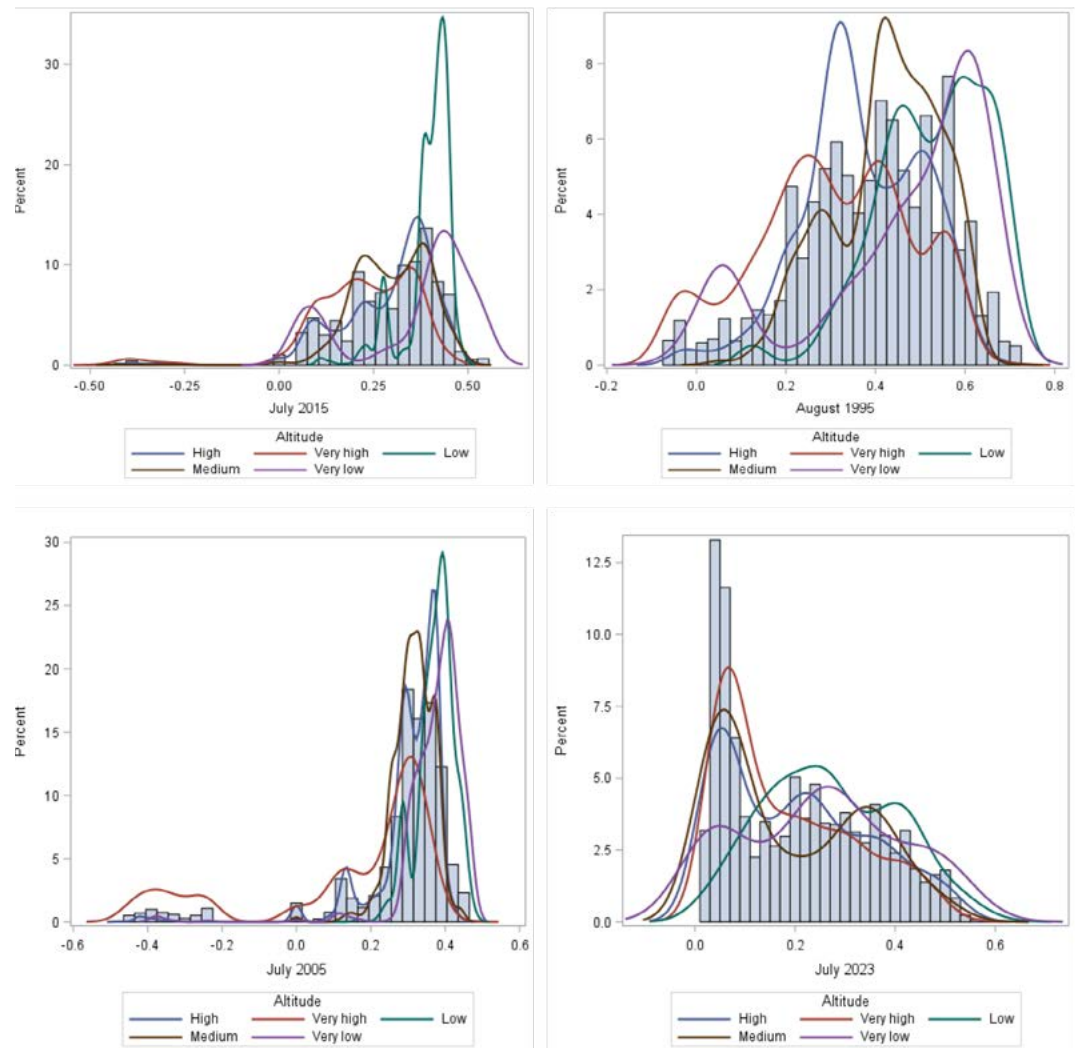 30
20
10
0
Percent
-0.50 -0.25 0.00 0.25 0.50
July 2015
Altitude
High Very high Low
Medium Very low
8
6
4
2
0
Percent
-0.2 0.0 0.2 0.4 0.6 0.8
August 1995
Altitude
High Very high Low
Medium Very low
30
25
20
15
10
5
0
Percent
-0.6 -0.4 -0.2 0.0 0.2 0.4 0.6
July 2005
Altitude
High Very high Low
Medium Very low
12.5
10.0
7.5
5.0
2.5
0.0
Percent
0.0 0.2 0.4 0.6
July 2023
Altitude
High Very high Low
Medium Very low